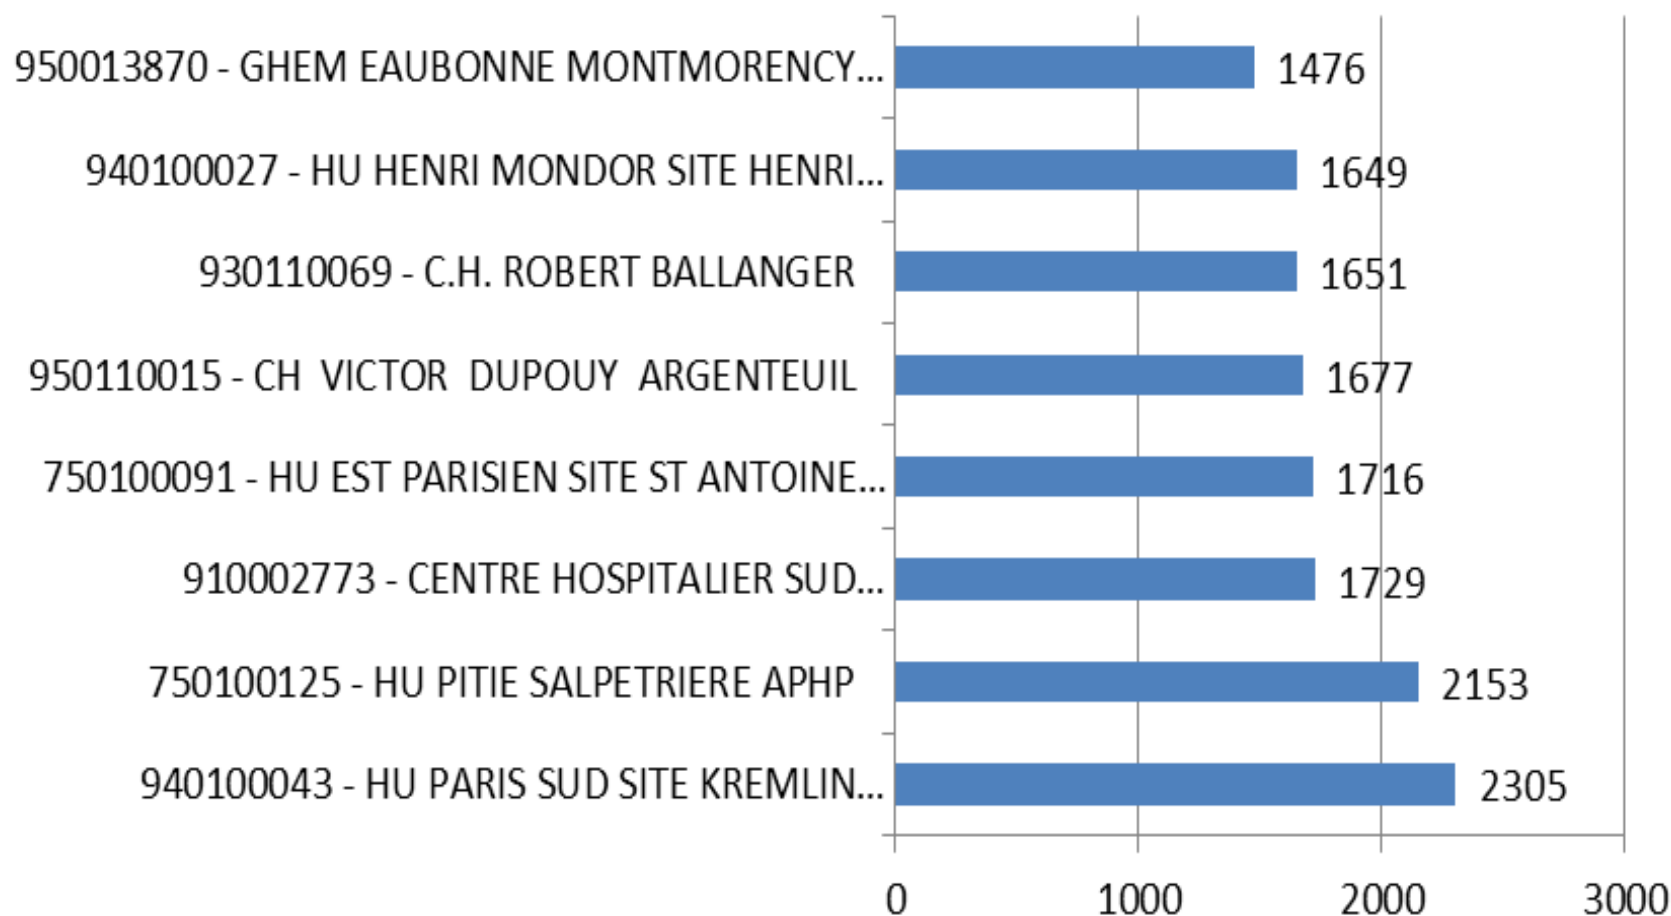 950013870 - GHEM EAUBONNE MONTMORENCY... 1476
940100027 - HU HENRI MONDOR SITE HENRI... 1649
930110069 - C.H. ROBERT BALLANGER 1651
950110015 - CH VICTOR DUPOUY ARGENTEUIL 1677
750100091 - HU EST PARISIEN SITE ST ANTOINE... 1716
910002773 - CENTRE HOSPITALIER SUD... 1729
750100125 - HU PITIE SALPETRIERE APHP 2153
940100043 - HU PARIS SUD SITE KREMLIN... 2305
0 1000 2000 3000